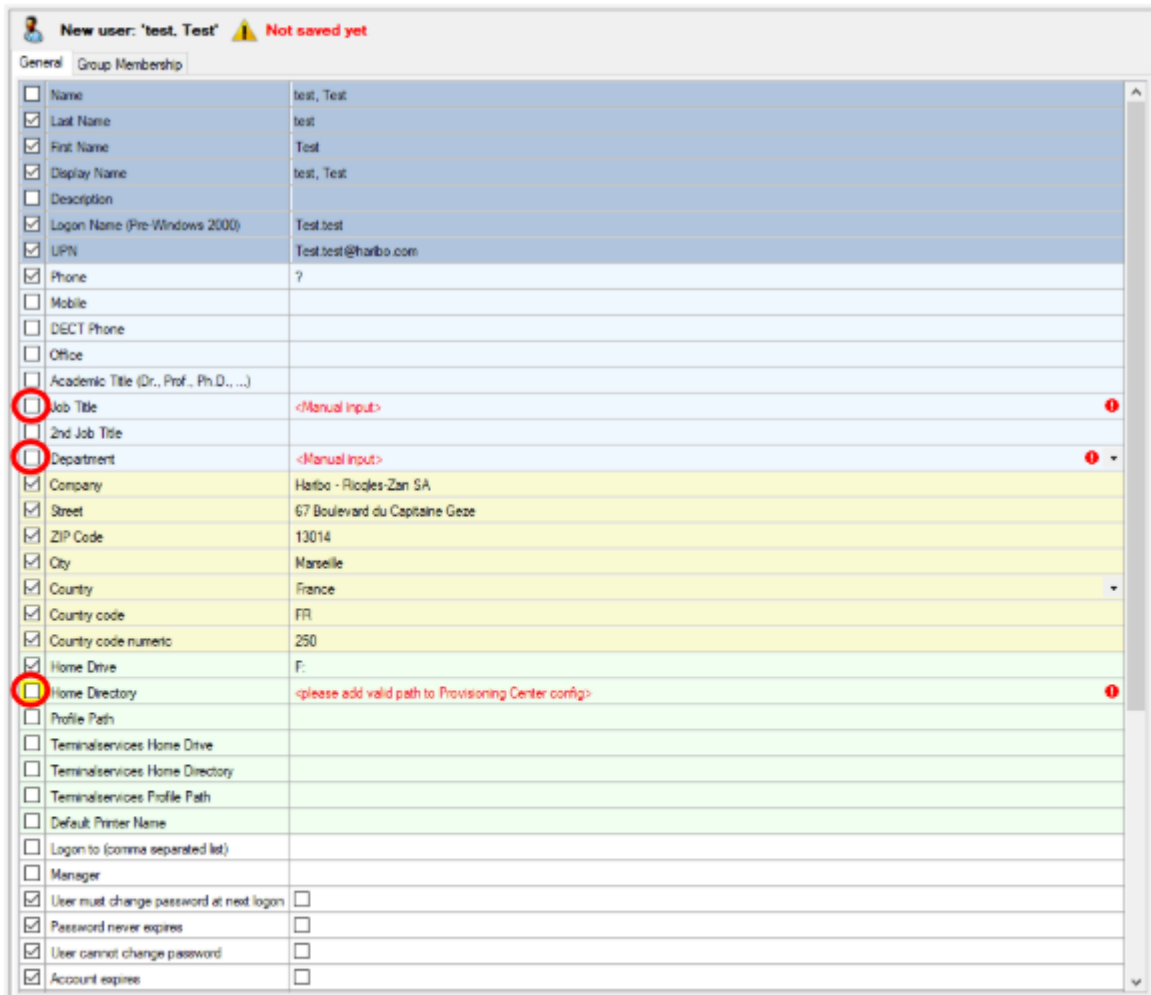 New user: 'test, Test' Not saved yet
General Group Membership
Name test, Test
Last Name test
First Name Test
Display Name test, Test
Description
Logon Name (Pre-Windows 2000) Test.test
UPN Test.test@haribo.com
Phone ?
Mobile
DECT Phone
Office
Academic Title (Dr., Prof., Ph.D., ...)
Job Title <Manual input>
2nd Job Title
Department <Manual input>
Company Haribo - Ricqles-Zan SA
Street 67 Boulevard du Capitaine Geze
ZIP Code 13014
City Marseille
Country France
Country code FR
Country code numeric 250
Home Drive F:
Home Directory <please add valid path to Provisioning Center config>
Profile Path
Terminalservices Home Drive
Terminalservices Home Directory
Terminalservices Profile Path
Default Printer Name
Logon to (comma separated list)
Manager
User must change password at next logon
Password never expires
User cannot change password
Account expires